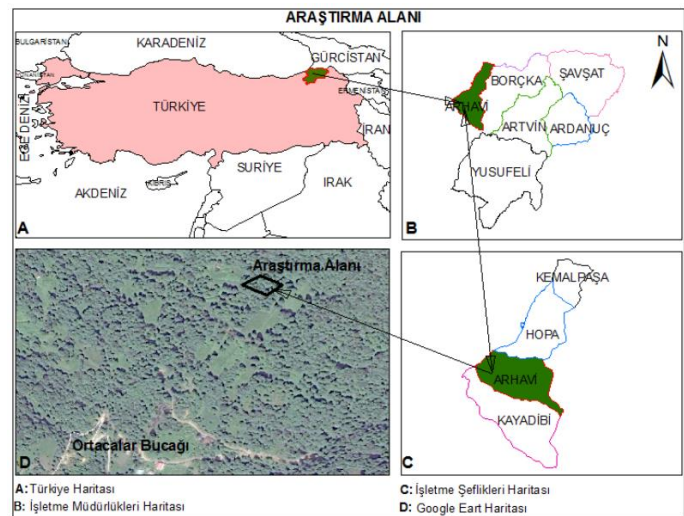 ARAŞTIRMA ALANI
BULGARİSTAN
KARADENİZ
GÜRCİSTAN
YUNANİSTAN
ERMENİSTAN
TÜRKİYE
İRAN
EGE DENİZİ
SURİYE
AKDENİZ
KIBRIS
IRAK
A
N
BORÇKA
ŞAVŞAT
ARHAVİ
ARTVİN
ARDANUÇ
YUSUFELİ
B
Araştırma Alanı
Ortacalar Bucağı
D
KEMALPAŞA
HOPA
ARHAVİ
KAYADİBİ
C
A:Türkiye Haritası
B: İşletme Müdürlükleri Haritası
C: İşletme Şeflikleri Haritası
D: Google Eart Haritası